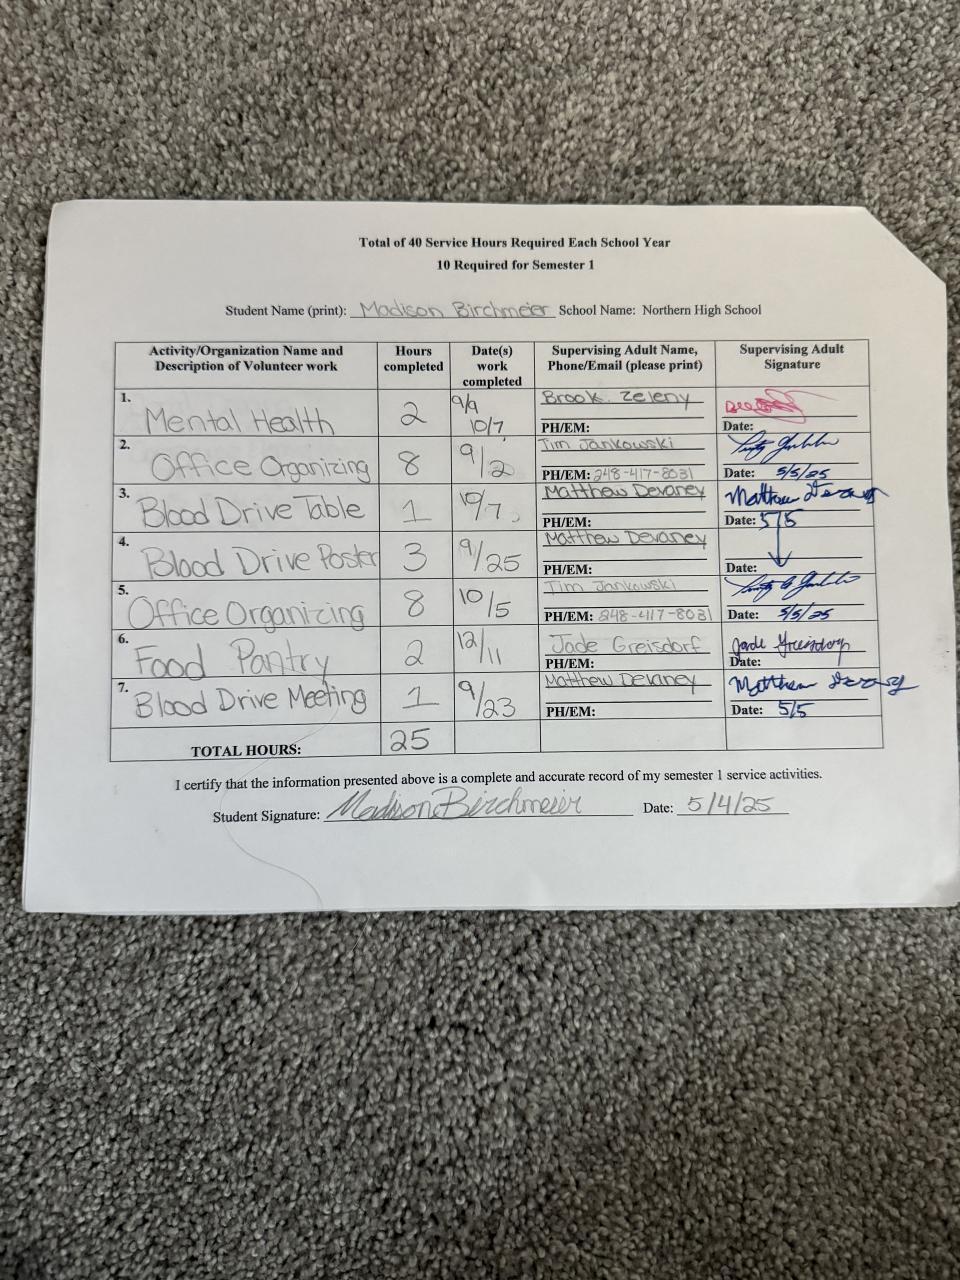 Total of 40 Service Hours Required Each School Year
10 Required for Semester 1
Student Name (print): Madison Birchmeier School Name: Northern High School
Activity/Organization Name and Description of Volunteer work
Hours completed
Date(s) work completed
Supervising Adult Name, Phone/Email (please print)
Supervising Adult Signature
1. Mental Health 2 9/9 10/7 Brook Zeleny
PH/EM: Date:
2. Office Organizing 8 9/2 Tim Jankowski
PH/EM: 248-417-8031 Date: 5/5/25
3. Blood Drive Table 1 10/7 Matthew Devaney Matthew Devaney
PH/EM: Date: 5/5
4. Blood Drive Poster 3 9/25 Matthew Devaney
PH/EM: Date:
5. Office Organizing 8 10/5 Tim Jankowski
PH/EM: 248-417-8031 Date: 5/5/25
6. Food Pantry 2 12/11 Jade Greisdorf Jade Greisdorf
PH/EM: Date:
7. Blood Drive Meeting 1 9/23 Matthew Devaney Matthew Devaney
PH/EM: Date: 5/5
TOTAL HOURS: 25
I certify that the information presented above is a complete and accurate record of my semester 1 service activities.
Student Signature: Madison Birchmeier Date: 5/4/25